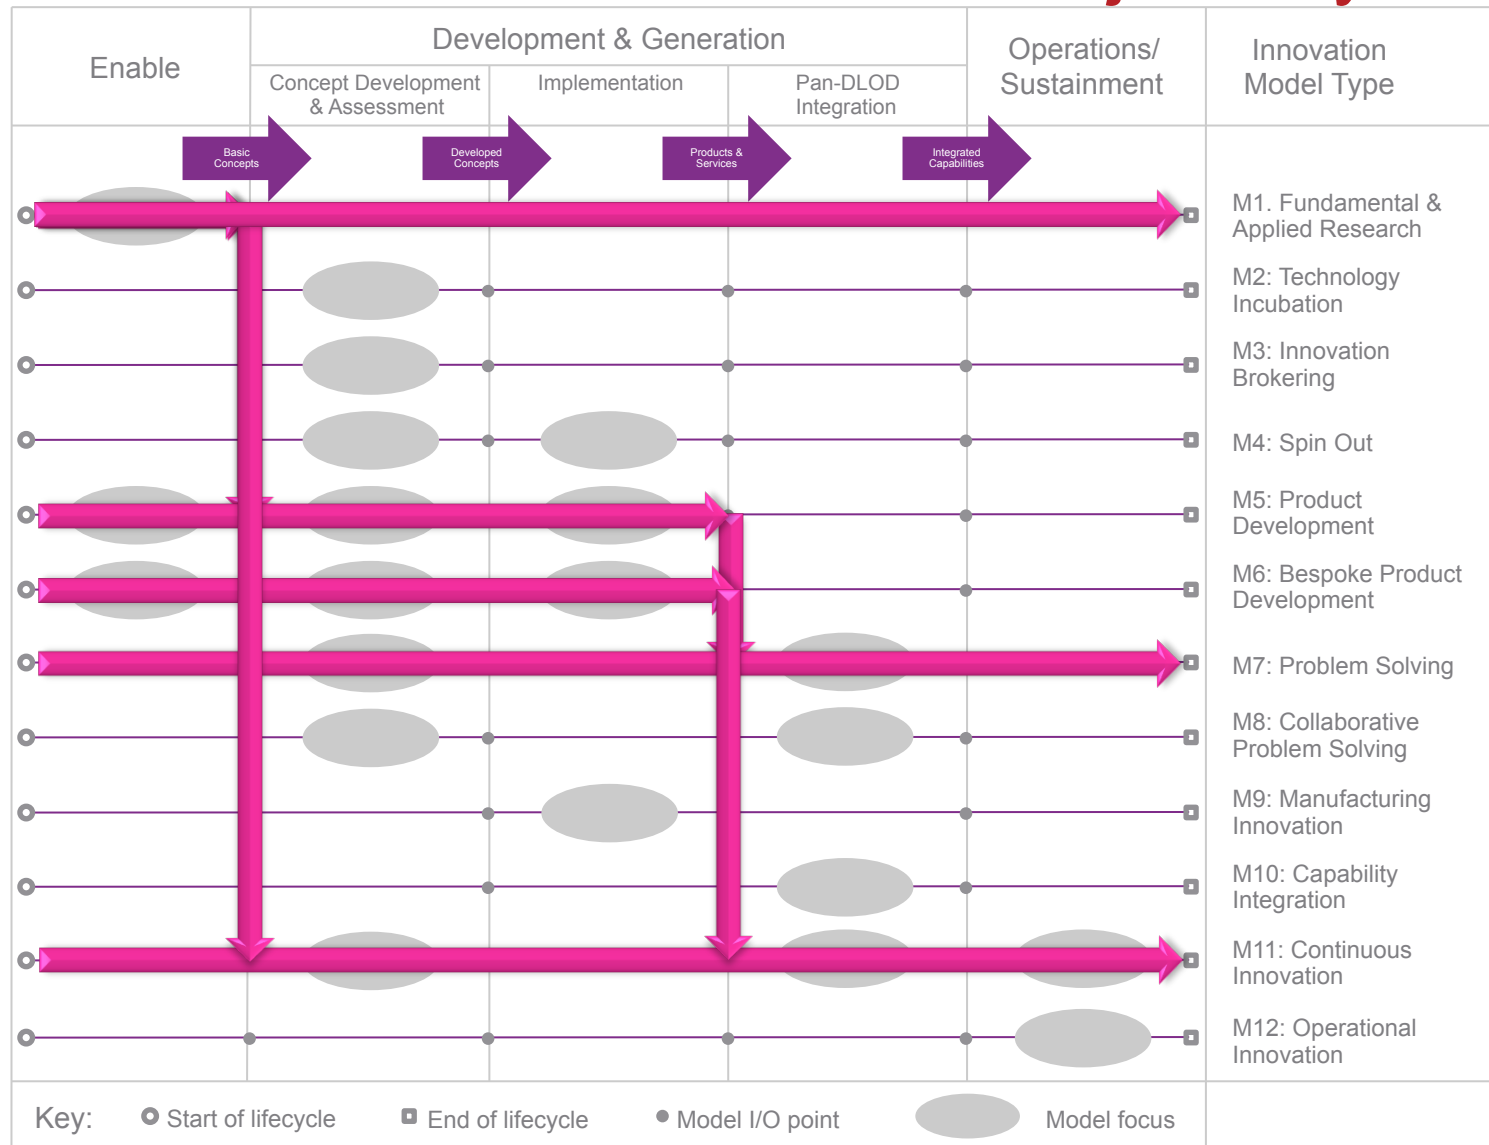 Enable
Development & Generation
Operations/
Sustainment
Innovation
Model Type
Concept Development
& Assessment
Implementation
Pan-DLOD
Integration
Basic
Concepts
Developed
Concepts
Products &
Services
Integrated
Capabilities
M1. Fundamental &
Applied Research
M2: Technology
Incubation
M3: Innovation
Brokering
M4: Spin Out
M5: Product
Development
M6: Bespoke Product
Development
M7: Problem Solving
M8: Collaborative
Problem Solving
M9: Manufacturing
Innovation
M10: Capability
Integration
M11: Continuous
Innovation
M12: Operational
Innovation
Key:
Start of lifecycle
End of lifecycle
Model I/O point
Model focus